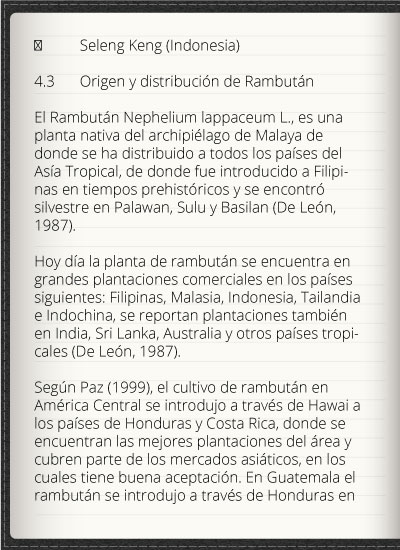 Seleng Keng (Indonesia)
4.3 Origen y distribución de Rambután
El Rambután Nephelium lappaceum L., es una
planta nativa del archipiélago de Malaya de
donde se ha distribuido a todos los países del
Asía Tropical, de donde fue introducido a Filipi-
nas en tiempos prehistóricos y se encontró
silvestre en Palawan, Sulu y Basilan (De León,
1987).
Hoy día la planta de rambután se encuentra en
grandes plantaciones comerciales en los países
siguientes: Filipinas, Malasia, Indonesia, Tailandia
e Indochina, se reportan plantaciones también
en India, Sri Lanka, Australia y otros países tropi-
cales (De León, 1987).
Según Paz (1999), el cultivo de rambután en
América Central se introdujo a través de Hawai a
los países de Honduras y Costa Rica, donde se
encuentran las mejores plantaciones del área y
cubren parte de los mercados asiáticos, en los
cuales tiene buena aceptación. En Guatemala el
rambután se introdujo a través de Honduras en